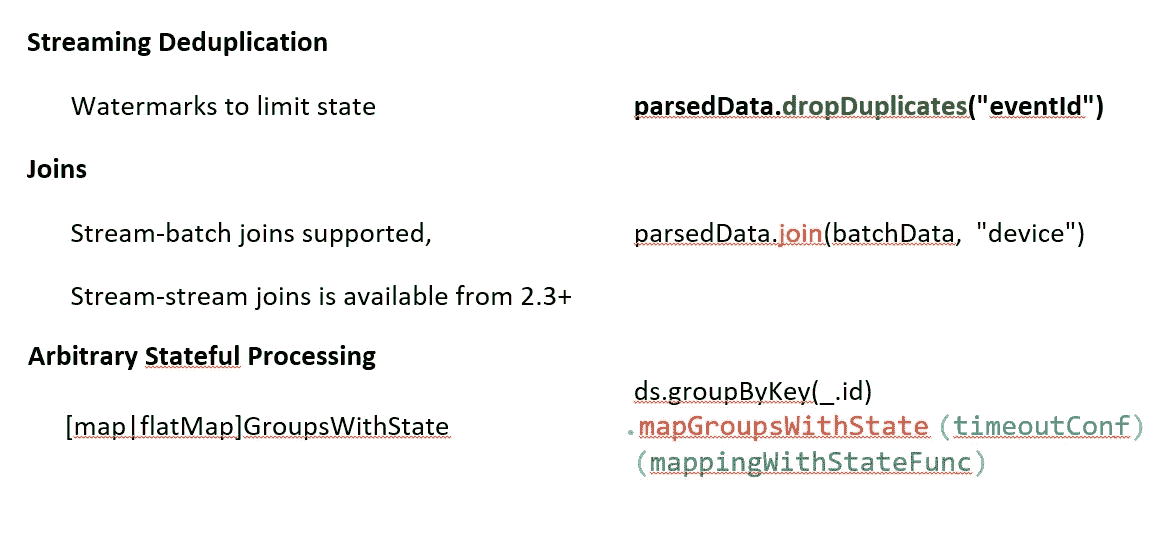 Streaming Deduplication
Watermarks to limit state
parsedData.dropDuplicates("eventId")
Joins
Stream-batch joins supported,
parsedData.join(batchData, "device")
Stream-stream joins is available from 2.3+
Arbitrary Stateful Processing
[map|flatMap]GroupsWithState
ds.groupByKey(_.id)
.mapGroupsWithState (timeoutConf)
(mappingWithStateFunc)